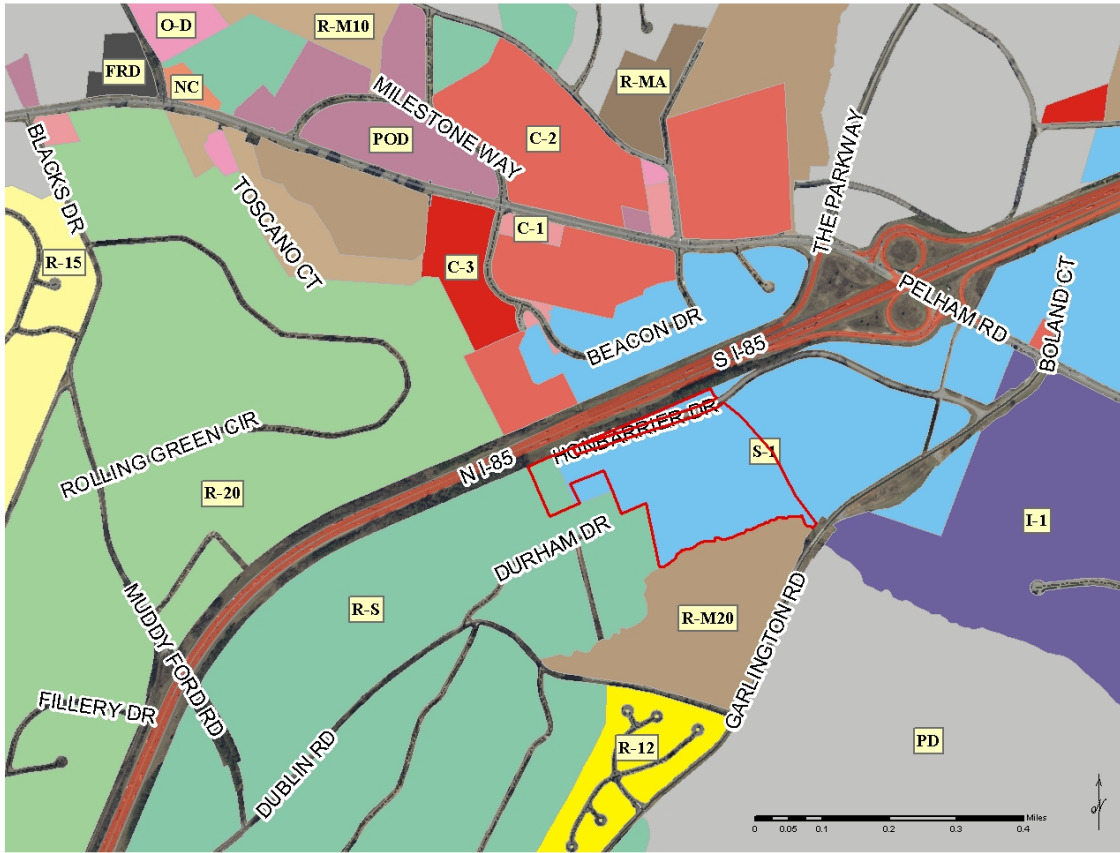 O-D
R-M10
FRD
NC
R-MA
MILESTONE WAY
C-2
POD
BLACKS DR
TOSCANO CT
THE PARKWAY
C-1
R-15
C-3
PELHAM RD
BOLAND CT
BEACON DR
S I-85
HONBARRIER DR
ROLLING GREEN CIR
N I-85
S-1
R-20
I-1
DURHAM DR
R-S
R-M20
MUDDY FORD RD
GARLINGTON RD
FILLERY DR
DUBLIN RD
R-12
PD
N
Miles
0 0.05 0.1 0.2 0.3 0.4